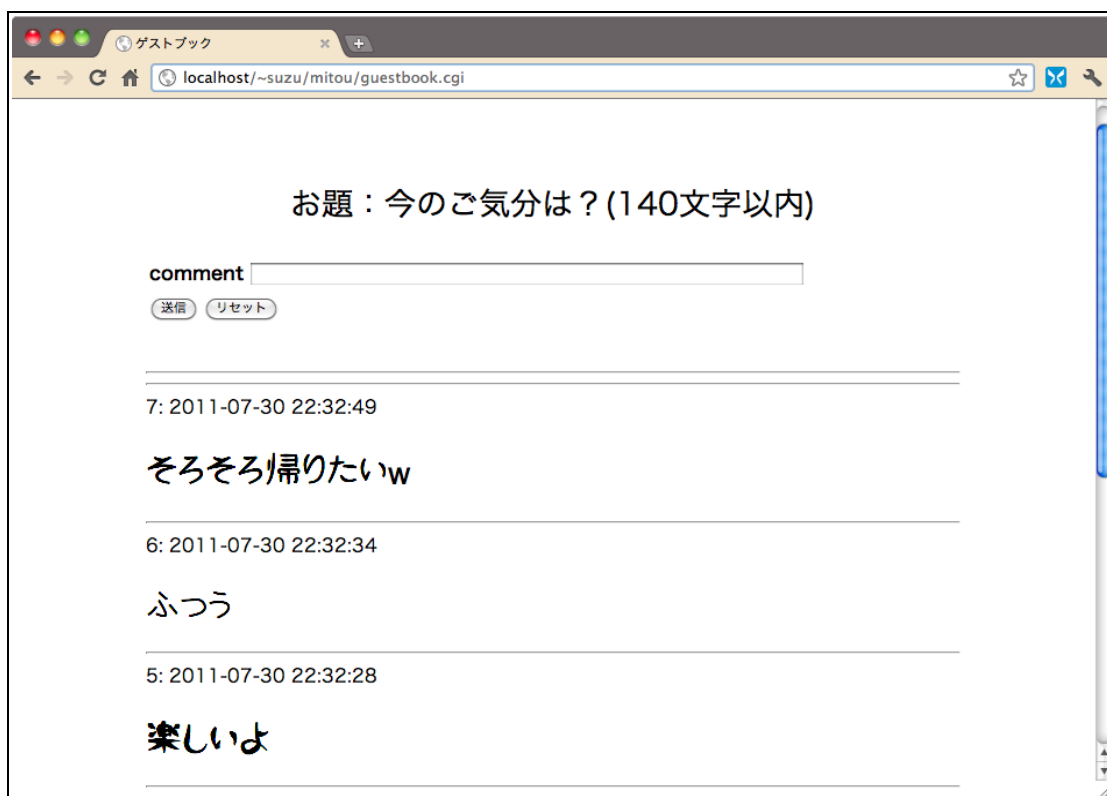 ゲストブック
localhost/~suzu/mitou/guestbook.cgi
お題：今のご気分は？(140文字以内)
comment
送信 リセット
7: 2011-07-30 22:32:49
そろそろ帰りたいw
6: 2011-07-30 22:32:34
ふつう
5: 2011-07-30 22:32:28
楽しいよ